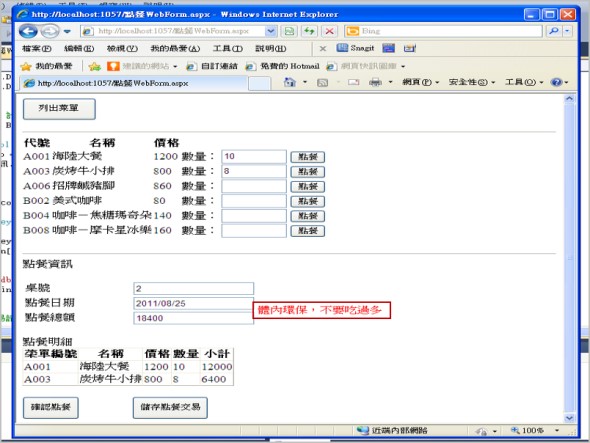 http://localhost:1057/點餐WebForm.aspx - Windows Internet Explorer
http://localhost:1057/點餐WebForm.aspx
Bing
檔案(F) 編輯(E) 檢視(V) 我的最愛(A) 工具(T) 說明(H) Snagit
我的最愛 建議的網站 自訂連結 免費的 Hotmail 網頁快訊圖庫
http://localhost:1057/點餐WebForm.aspx 網頁(P) 安全性(S) 工具(O)
列出菜單
代號 名稱 價格
A001 海陸大餐 1200 數量： 10 點餐
A003 炭烤牛小排 800 數量： 8 點餐
A006 招牌鹹豬腳 860 數量： 點餐
B002 美式咖啡 80 數量： 點餐
B004 咖啡－焦糖瑪奇朵 140 數量： 點餐
B008 咖啡－摩卡星冰樂 160 數量： 點餐
點餐資訊
桌號 2
點餐日期 2011/08/25
點餐總額 18400
體內環保，不要吃過多
點餐明細
菜單編號 名稱 價格 數量 小計
A001 海陸大餐 1200 10 12000
A003 炭烤牛小排 800 8 6400
確認點餐 儲存點餐交易
近端內部網路 100%